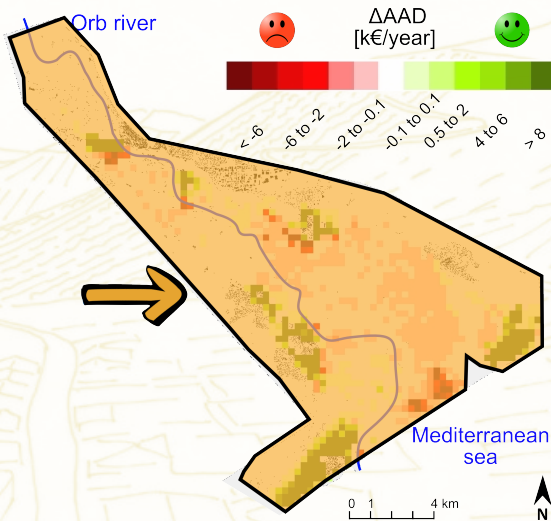 Orb river
ΔAAD
[k€/year]
< -6
-6 to -2
-2 to -0.1
-0.1 to 0.1
0.5 to 2
4 to 6
> 8
Mediterranean
sea
0 1 4 km
N